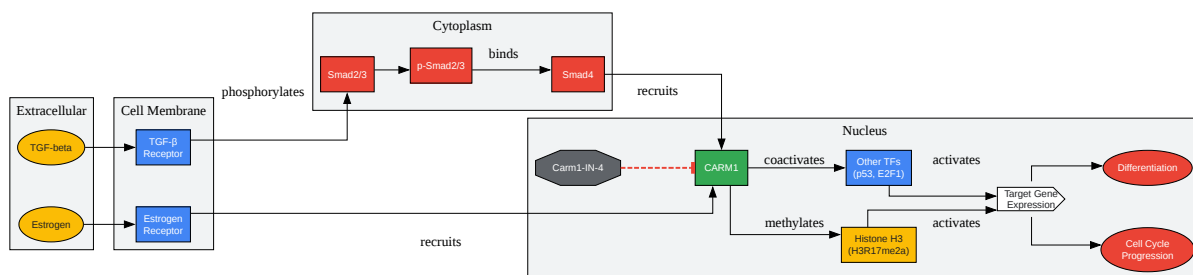 Cytoplasm
Smad2/3
p-Smad2/3
binds
Smad4
phosphorylates
recruits
Extracellular
TGF-beta
Estrogen
Cell Membrane
TGF-β
Receptor
Estrogen
Receptor
recruits
Nucleus
Carm1-IN-4
CARM1
coactivates
Other TFs
(p53, E2F1)
activates
methylates
Histone H3
(H3R17me2a)
activates
Target Gene
Expression
Differentiation
Cell Cycle
Progression